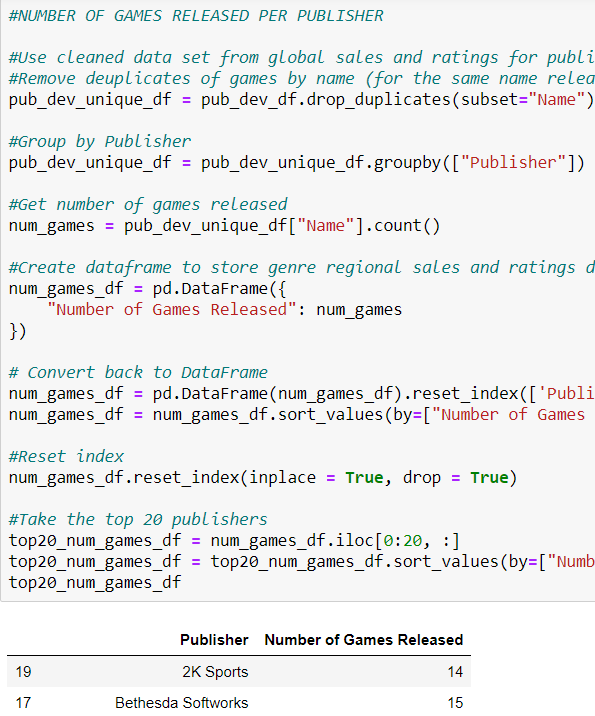 #NUMBER OF GAMES RELEASED PER PUBLISHER
#Use cleaned data set from global sales and ratings for publi
#Remove deuplicates of games by name (for the same name relea
pub_dev_unique_df = pub_dev_df.drop_duplicates(subset="Name")
#Group by Publisher
pub_dev_unique_df = pub_dev_unique_df.groupby(["Publisher"])
#Get number of games released
num_games = pub_dev_unique_df["Name"].count()
#Create dataframe to store genre regional sales and ratings d
num_games_df = pd.DataFrame({
    "Number of Games Released": num_games
})
# Convert back to DataFrame
num_games_df = pd.DataFrame(num_games_df).reset_index(['Publi
num_games_df = num_games_df.sort_values(by=["Number of Games
#Reset index
num_games_df.reset_index(inplace = True, drop = True)
#Take the top 20 publishers
top20_num_games_df = num_games_df.iloc[0:20, :]
top20_num_games_df = top20_num_games_df.sort_values(by=["Numb
top20_num_games_df
Publisher Number of Games Released
19 2K Sports 14
17 Bethesda Softworks 15